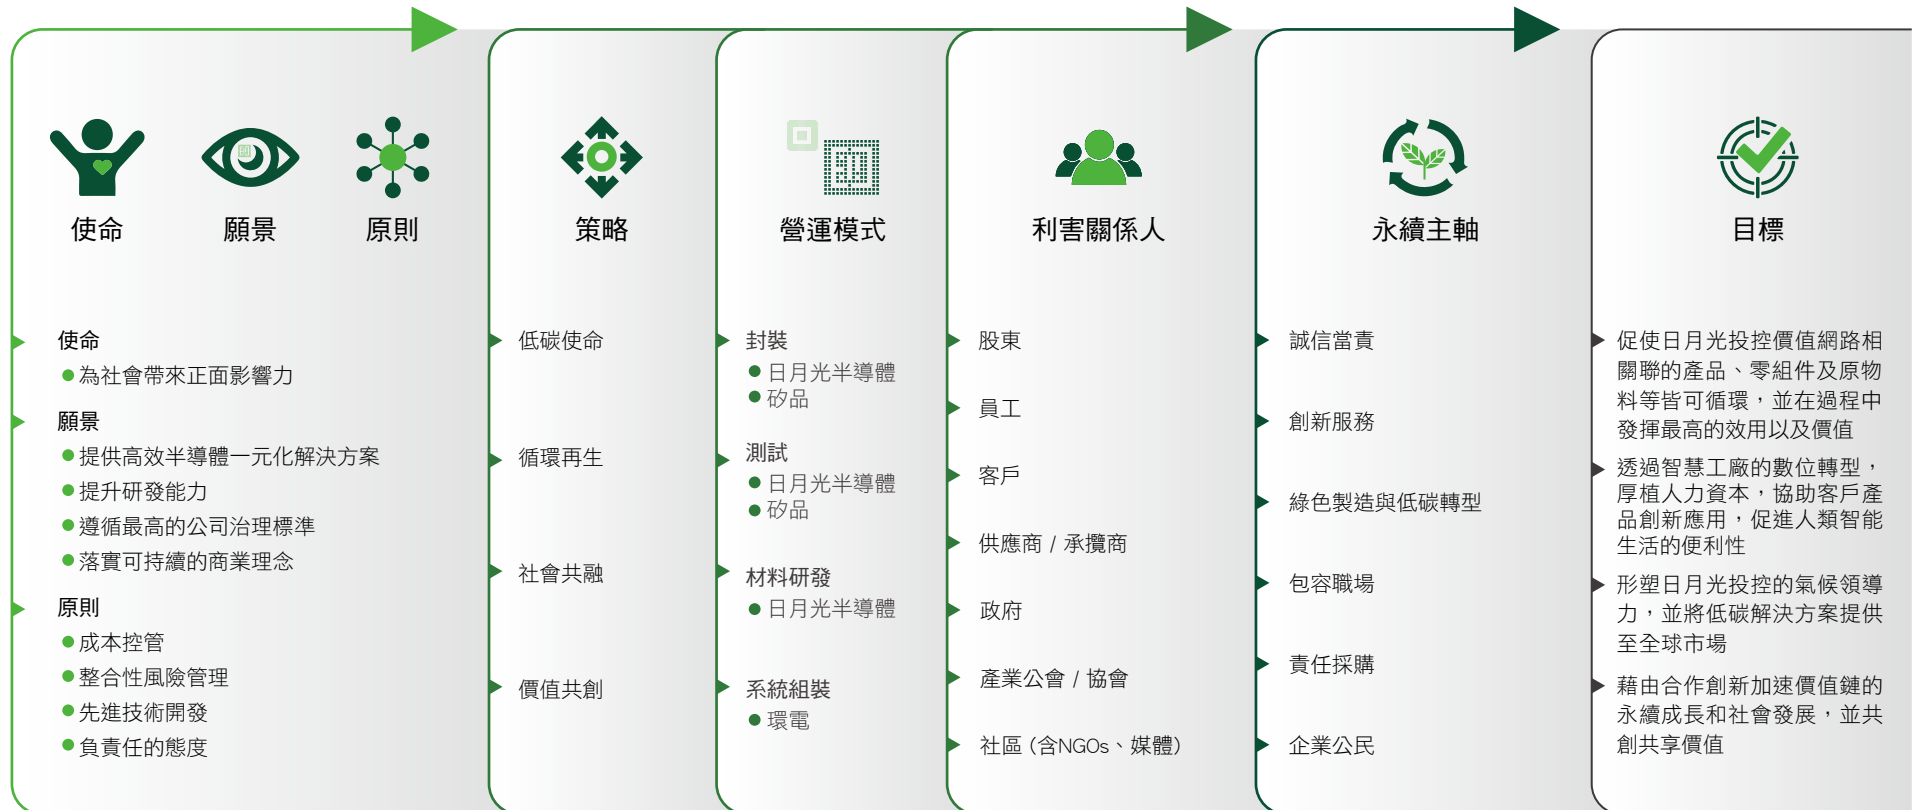 使命
願景
原則
使命
為社會帶來正面影響力
願景
提供高效半導體一元化解決方案
提升研發能力
遵循最高的公司治理標準
落實可持續的商業理念
原則
成本控管
整合性風險管理
先進技術開發
負責任的態度
策略
低碳使命
循環再生
社會共融
價值共創
營運模式
封裝
日月光半導體
矽品
測試
日月光半導體
矽品
材料研發
日月光半導體
系統組裝
環電
利害關係人
股東
員工
客戶
供應商 / 承攬商
政府
產業公會 / 協會
社區 (含NGOs、媒體)
永續主軸
誠信當責
創新服務
綠色製造與低碳轉型
包容職場
責任採購
企業公民
目標
促使日月光投控價值網路相
關聯的產品、零組件及原物
料等皆可循環，並在過程中
發揮最高的效用以及價值
透過智慧工廠的數位轉型，
厚植人力資本，協助客戶產
品創新應用，促進人類智能
生活的便利性
形塑日月光投控的氣候領導
力，並將低碳解決方案提供
至全球市場
藉由合作創新加速價值鏈的
永續成長和社會發展，並共
創共享價值